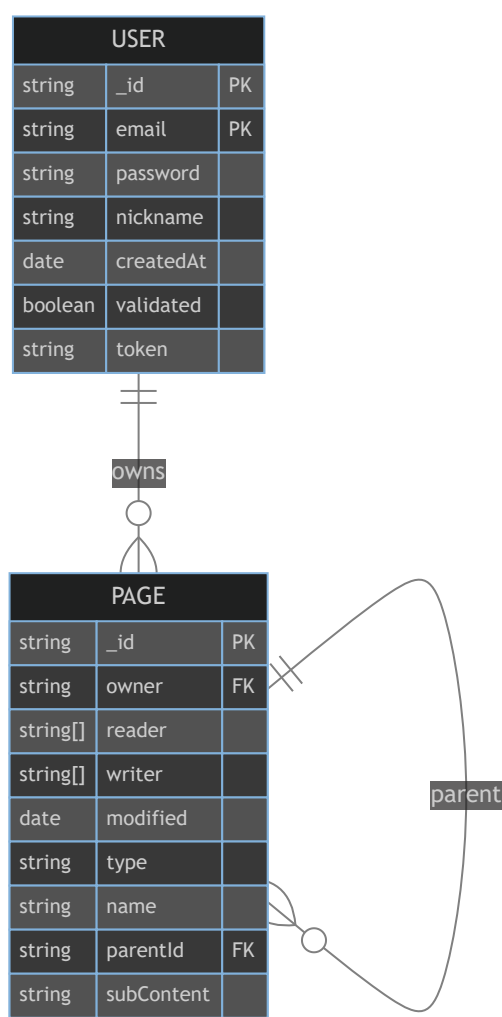 USER
string _id PK
string email PK
string password
string nickname
date createdAt
boolean validated
string token
owns
PAGE
string _id PK
string owner FK
string[] reader
string[] writer
date modified
parent
string type
string name
string parentId FK
string subContent